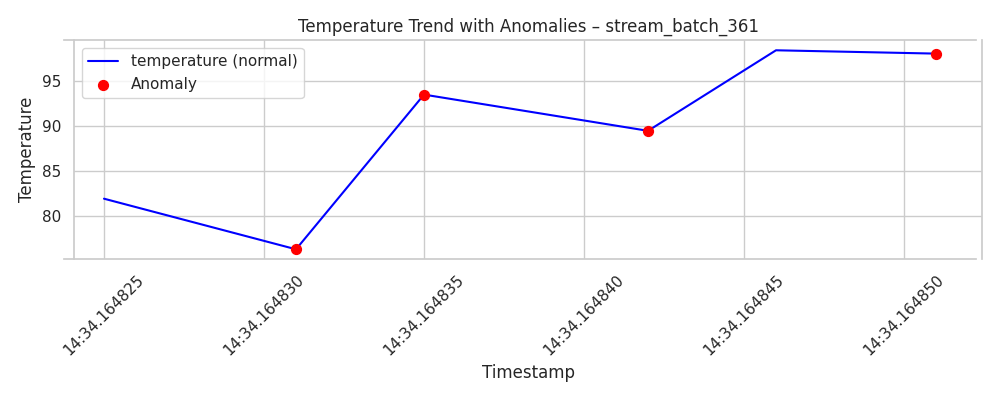 Temperature Trend with Anomalies – stream_batch_361
temperature (normal)
Anomaly
Temperature
95
90
85
80
14:34.164825
14:34.164830
14:34.164835
14:34.164840
14:34.164845
14:34.164850
Timestamp